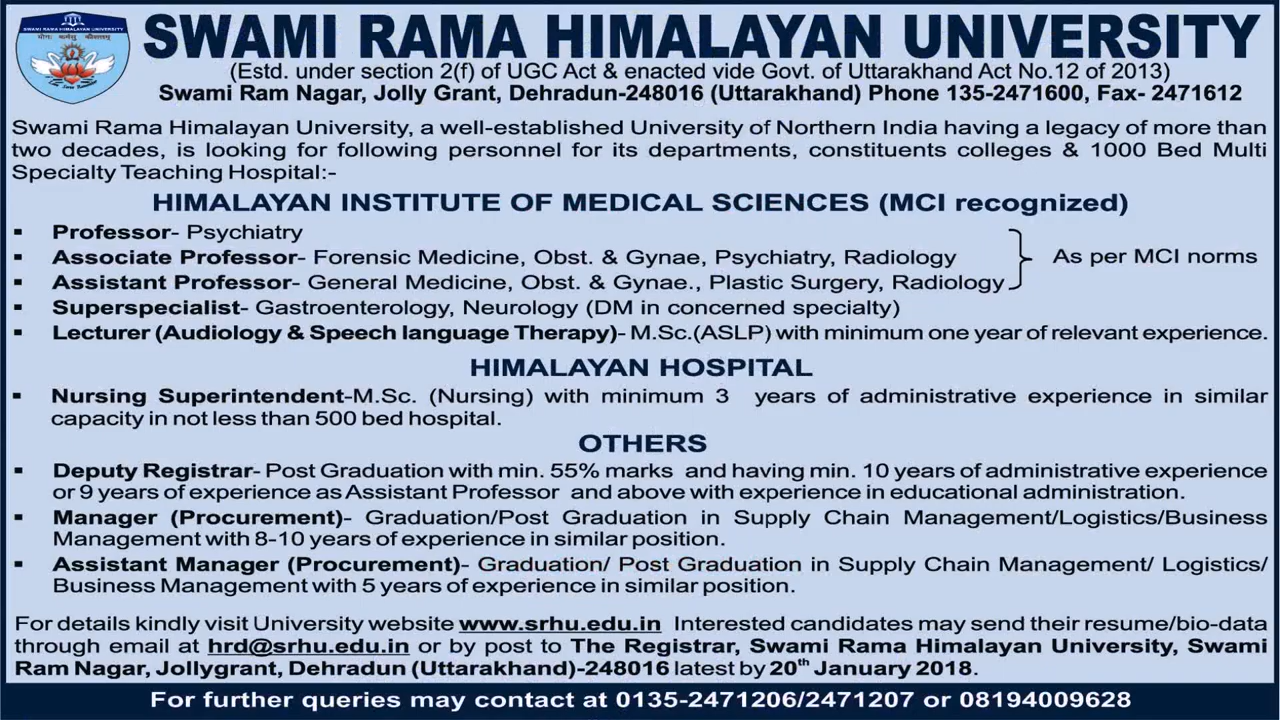 SWAMI RAMA HIMALAYAN UNIVERSITY
SWAMI RAMA HIMALAYAN UNIVERSITY
(Estd. under section 2(f) of UGC Act & enacted vide Govt. of Uttarakhand Act No.12 of 2013)
Swami Ram Nagar, Jolly Grant, Dehradun-248016 (Uttarakhand) Phone 135-2471600, Fax- 2471612
Swami Rama Himalayan University, a well-established University of Northern India having a legacy of more than
two decades, is looking for following personnel for its departments, constituents colleges & 1000 Bed Multi
Specialty Teaching Hospital:-
HIMALAYAN INSTITUTE OF MEDICAL SCIENCES (MCI recognized)
▪ Professor- Psychiatry
▪ Associate Professor- Forensic Medicine, Obst. & Gynae, Psychiatry, Radiology
As per MCI norms
▪ Assistant Professor- General Medicine, Obst. & Gynae., Plastic Surgery, Radiology
▪ Superspecialist- Gastroenterology, Neurology (DM in concerned specialty)
▪ Lecturer (Audiology & Speech language Therapy)- M.Sc.(ASLP) with minimum one year of relevant experience.
HIMALAYAN HOSPITAL
▪ Nursing Superintendent-M.Sc. (Nursing) with minimum 3 years of administrative experience in similar
capacity in not less than 500 bed hospital.
OTHERS
▪ Deputy Registrar- Post Graduation with min. 55% marks and having min. 10 years of administrative experience
or 9 years of experience as Assistant Professor and above with experience in educational administration.
▪ Manager (Procurement)- Graduation/Post Graduation in Supply Chain Management/Logistics/Business
Management with 8-10 years of experience in similar position.
▪ Assistant Manager (Procurement)- Graduation/ Post Graduation in Supply Chain Management/ Logistics/
Business Management with 5 years of experience in similar position.
For details kindly visit University website www.srhu.edu.in Interested candidates may send their resume/bio-data
through email at hrd@srhu.edu.in or by post to The Registrar, Swami Rama Himalayan University, Swami
Ram Nagar, Jollygrant, Dehradun (Uttarakhand)-248016 latest by 20th January 2018.
For further queries may contact at 0135-2471206/2471207 or 08194009628